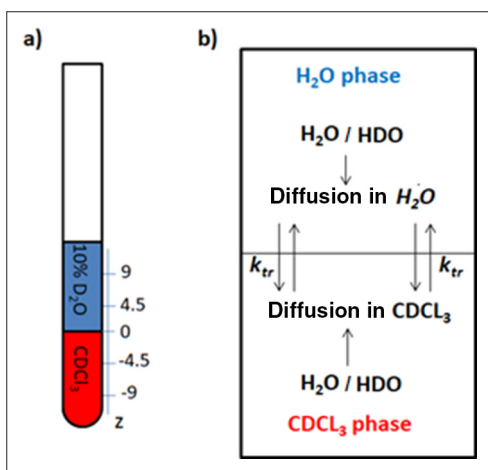 a)
10% D₂O
CDCl₃
9
4.5
0
-4.5
-9
z
b)
H₂O phase
H₂O / HDO
Diffusion in H₂O
k_tr k_tr
Diffusion in CDCL₃
H₂O / HDO
CDCL₃ phase